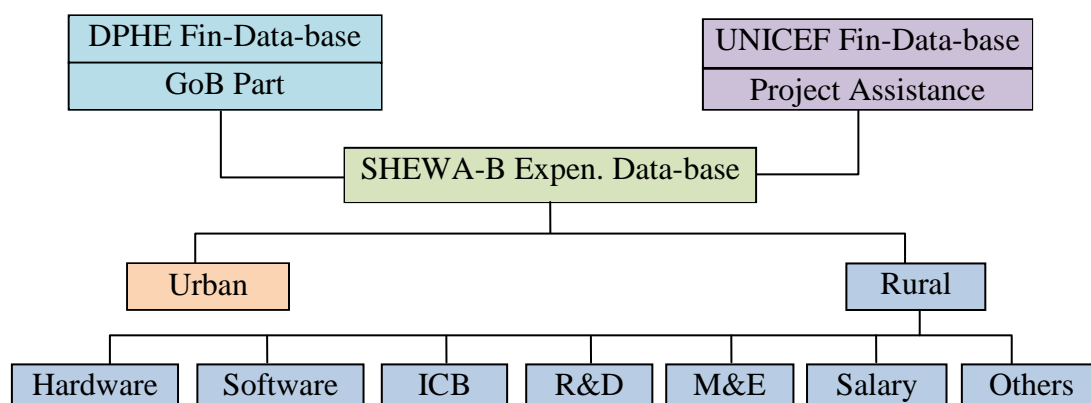 DPHE Fin-Data-base
GoB Part
UNICEF Fin-Data-base
Project Assistance
SHEWA-B Expen. Data-base
Urban
Rural
Hardware
Software
ICB
R&D
M&E
Salary
Others